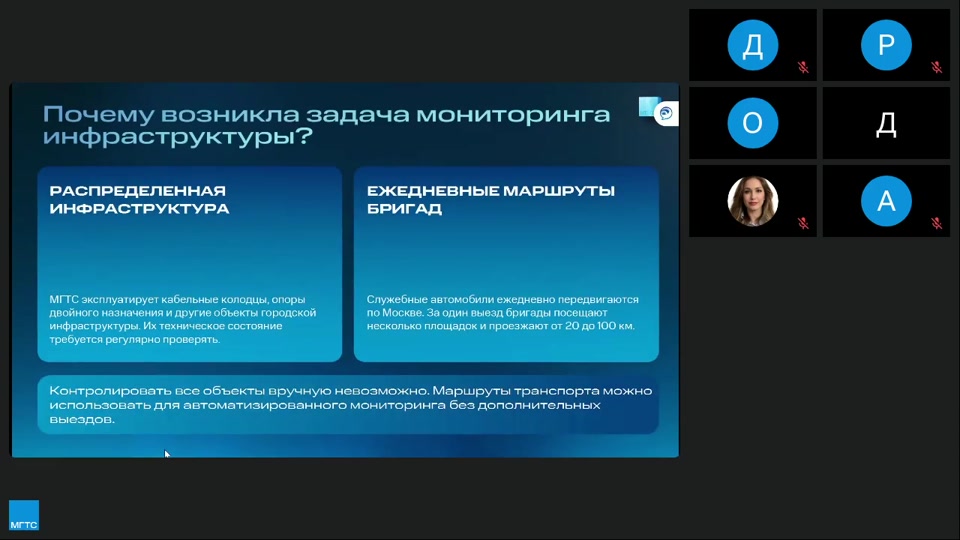 Почему возникла задача мониторинга
инфраструктуры?
РАСПРЕДЕЛЕННАЯ
ИНФРАСТРУКТУРА
МГТС эксплуатирует кабельные колодцы, опоры
двойного назначения и другие объекты городской
инфраструктуры. Их техническое состояние
требуется регулярно проверять.
ЕЖЕДНЕВНЫЕ МАРШРУТЫ
БРИГАД
Служебные автомобили ежедневно передвигаются
по Москве. За один выезд бригады посещают
несколько площадок и проезжают от 20 до 100 км.
Контролировать все объекты вручную невозможно. Маршруты транспорта можно
использовать для автоматизированного мониторинга без дополнительных
выездов.
Д
Р
О
Д
А
МГТС